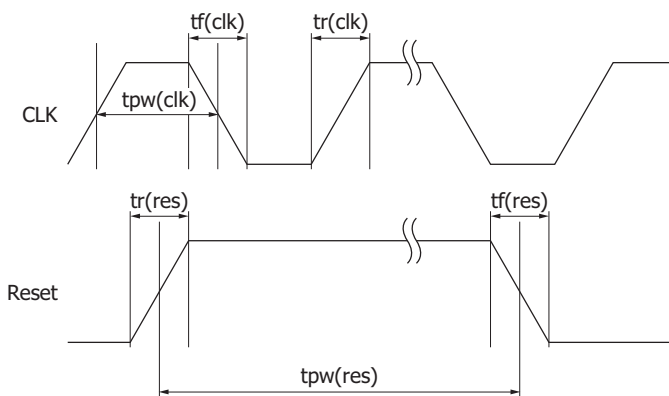 tf(clk)
tr(clk)
tpw(clk)
CLK
tr(res)
tf(res)
Reset
tpw(res)